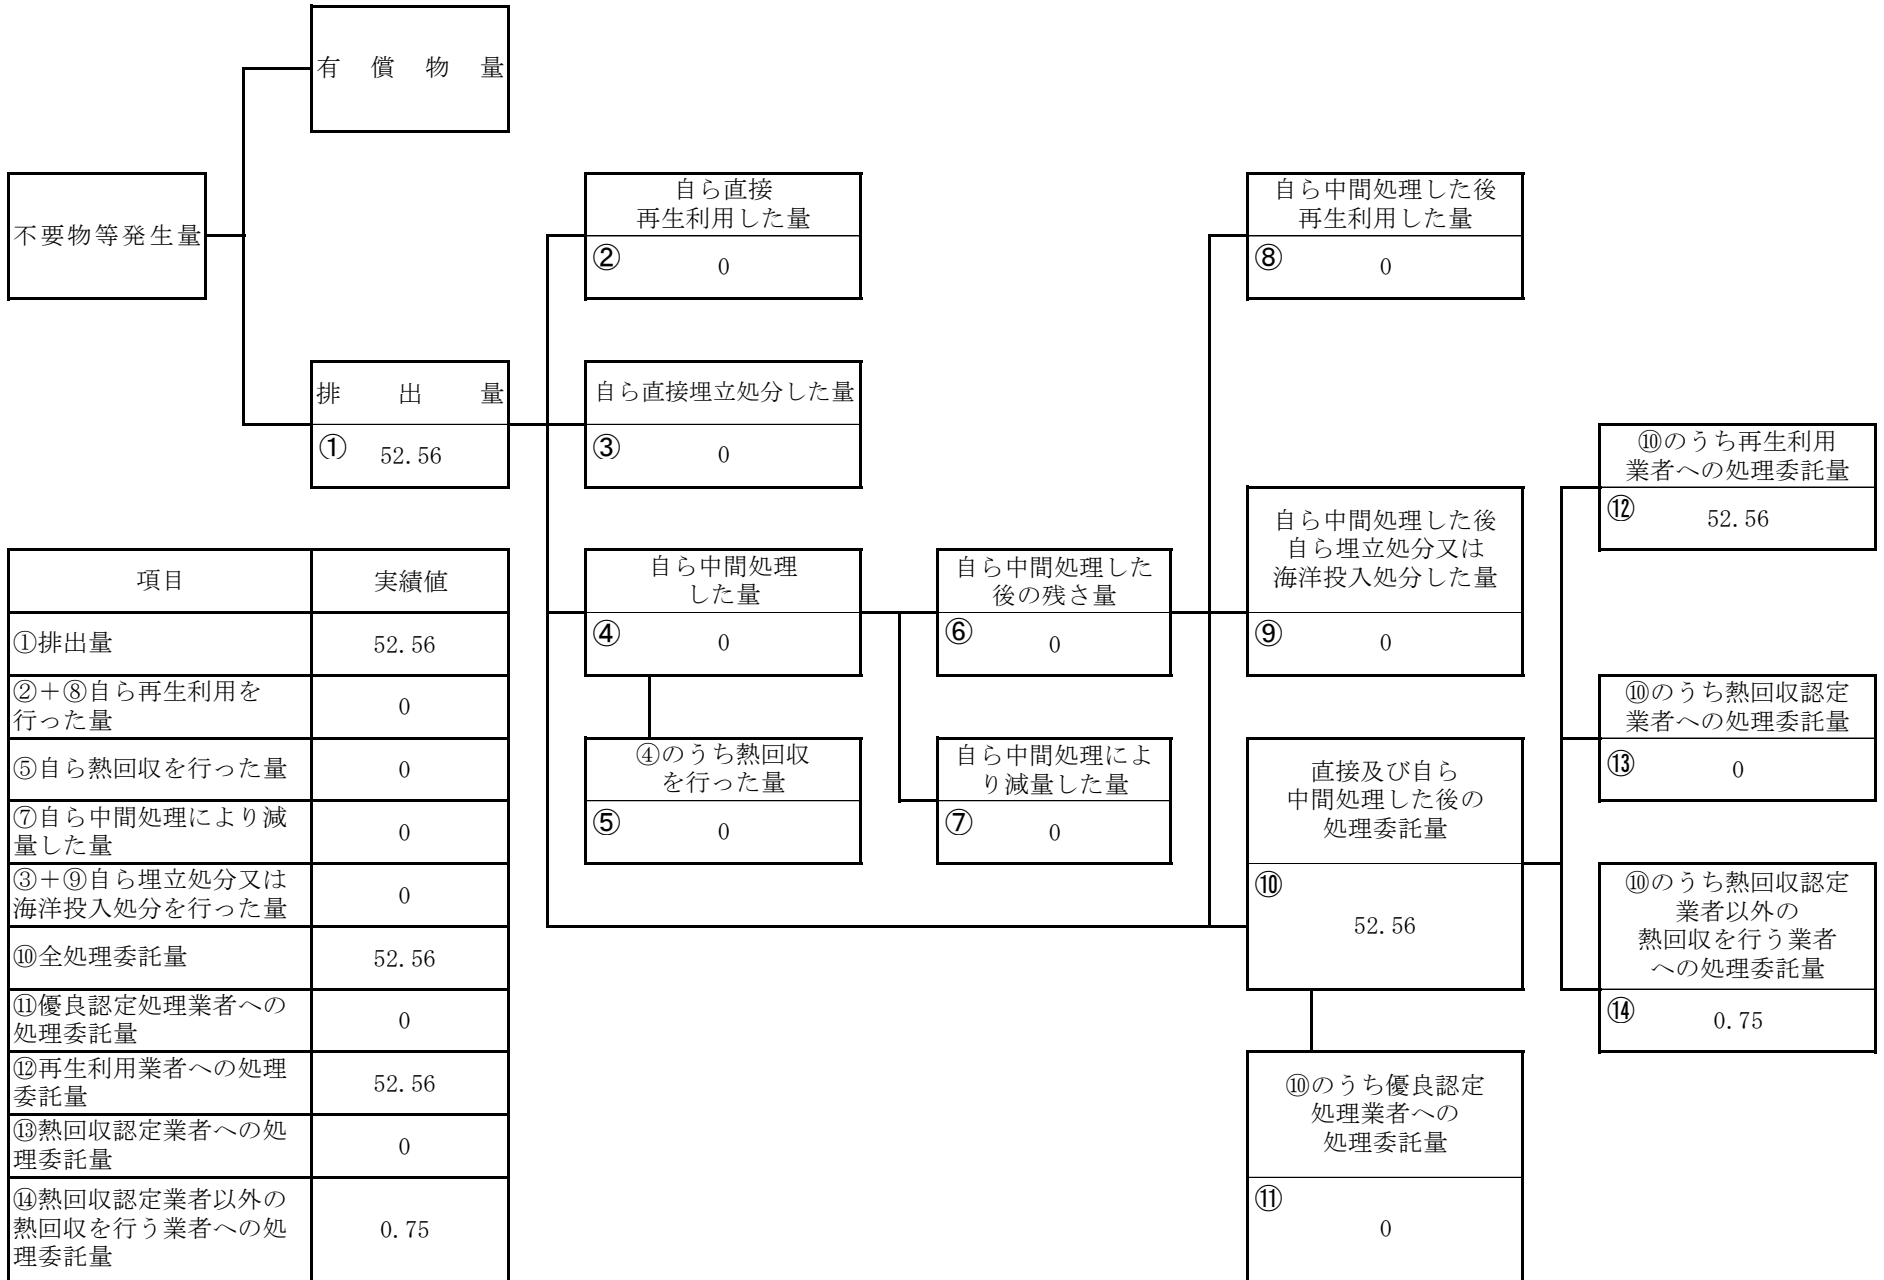 有償物量
不要物等発生量
排出量
① 52.56
自ら直接
再生利用した量
② 0
自ら直接埋立処分した量
③ 0
自ら中間処理
した量
④ 0
④のうち熱回収
を行った量
⑤ 0
自ら中間処理した
後の残さ量
⑥ 0
自ら中間処理によ
り減量した量
⑦ 0
自ら中間処理した後
再生利用した量
⑧ 0
自ら中間処理した後
自ら埋立処分又は
海洋投入処分した量
⑨ 0
直接及び自ら
中間処理した後の
処理委託量
⑩
52.56
⑩のうち優良認定
処理業者への
処理委託量
⑪
0
⑩のうち再生利用
業者への処理委託量
⑫ 52.56
⑩のうち熱回収認定
業者への処理委託量
⑬ 0
⑩のうち熱回収認定
業者以外の
熱回収を行う業者
への処理委託量
⑭ 0.75
項目 実績値
①排出量 52.56
②＋⑧自ら再生利用を
行った量 0
⑤自ら熱回収を行った量 0
⑦自ら中間処理により減
量した量 0
③＋⑨自ら埋立処分又は
海洋投入処分を行った量 0
⑩全処理委託量 52.56
⑪優良認定処理業者への
処理委託量 0
⑫再生利用業者への処理
委託量 52.56
⑬熱回収認定業者への処
理委託量 0
⑭熱回収認定業者以外の
熱回収を行う業者への処
理委託量 0.75